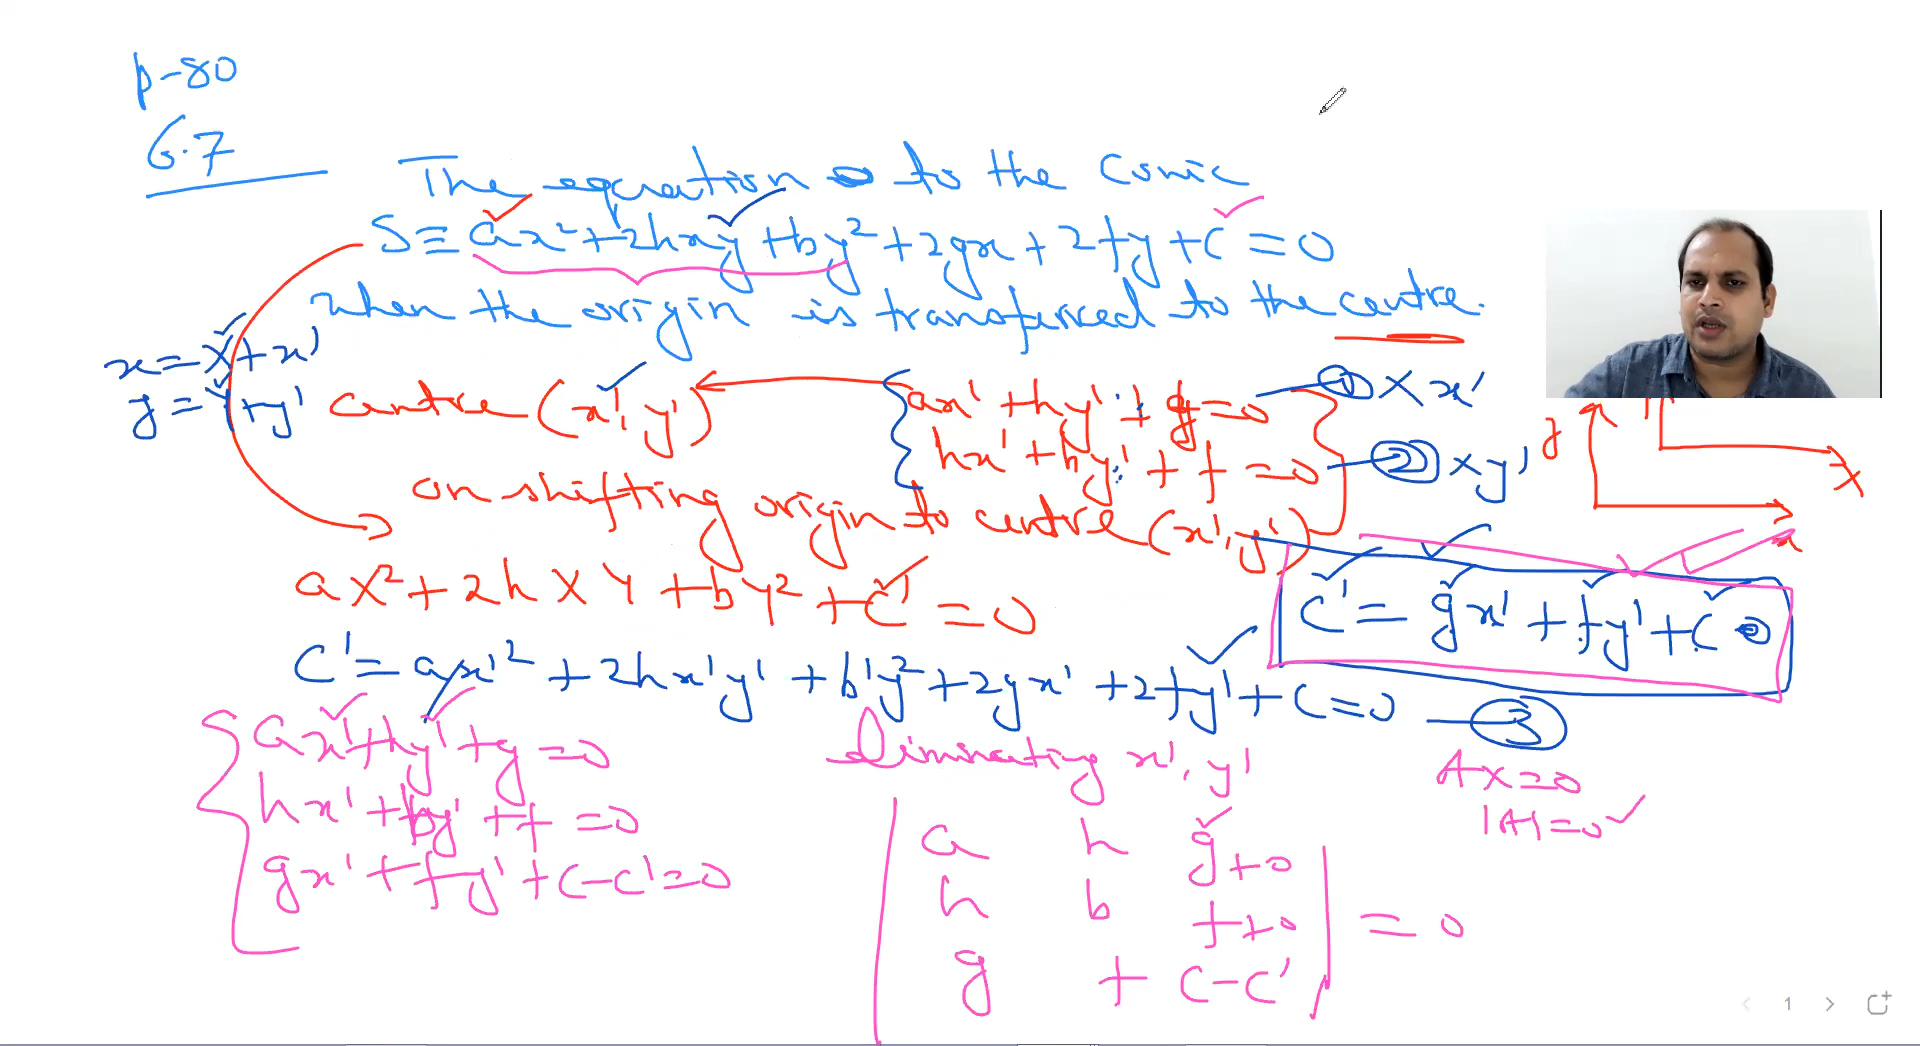 p-80
6.7
The equation to the conic
S≡ ax²+2hxy+by²+2gx+2fy+c=0
when the origin is transferred to the centre.
x=X+x'
y=Y+y'
centre (x', y')
ax'+hy'+g=0 ① × x'
hx'+by'+f=0 ② × y'
on shifting origin to centre (x', y')
y
X
x
aX²+2hXY+bY²+c'=0
c'=gx'+fy'+c
c'=ax'²+2hx'y'+b'y²+2gx'+2fy'+c=0 ③
ax'+hy'+g=0
hx'+by'+f=0
gx'+fy'+c-c'=0
Eliminating x', y'
AX=0
|A|=0
a h g+0
h b f+0 =0
g f c-c'
1